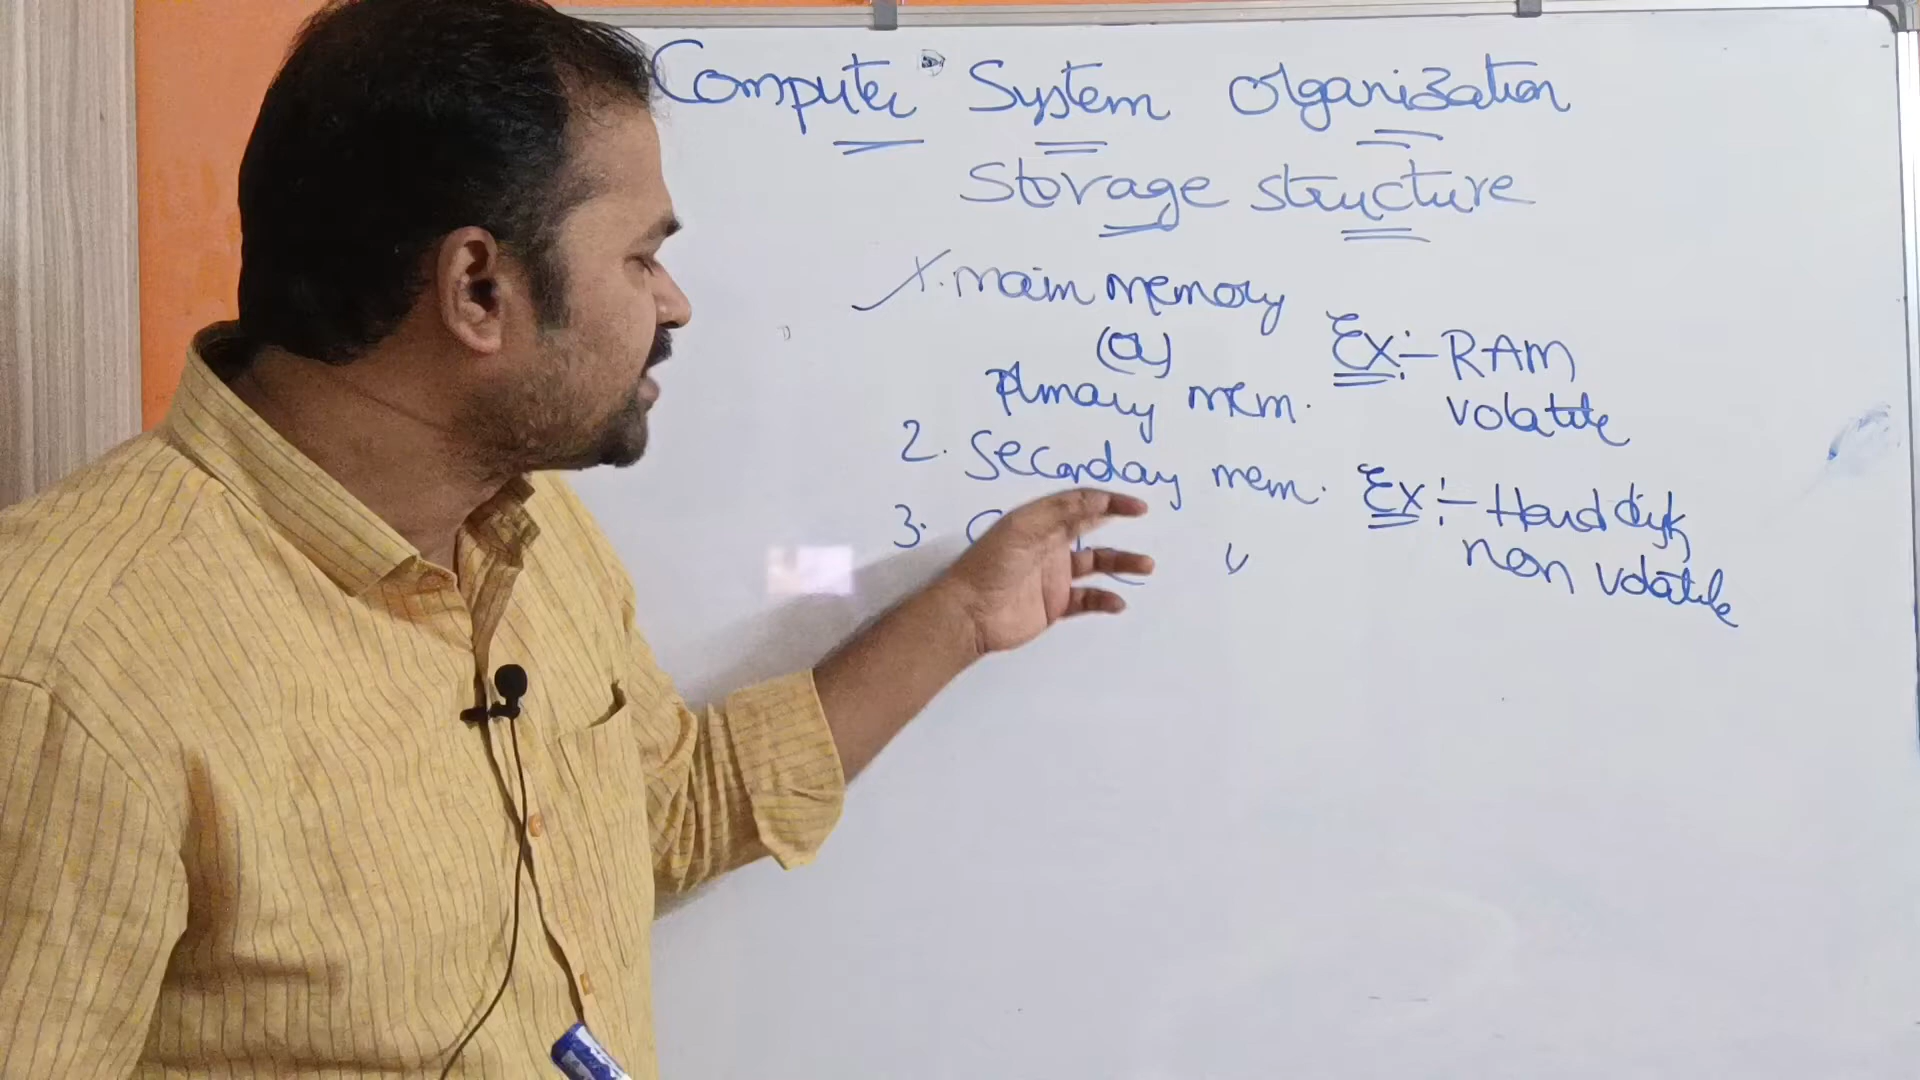 Computer System Organization
Storage structure
1. main memory
(or)
Primary mem.
Ex:- RAM
volatile
2. Secondary mem.
Ex:- Hard disk
non volatile
3.